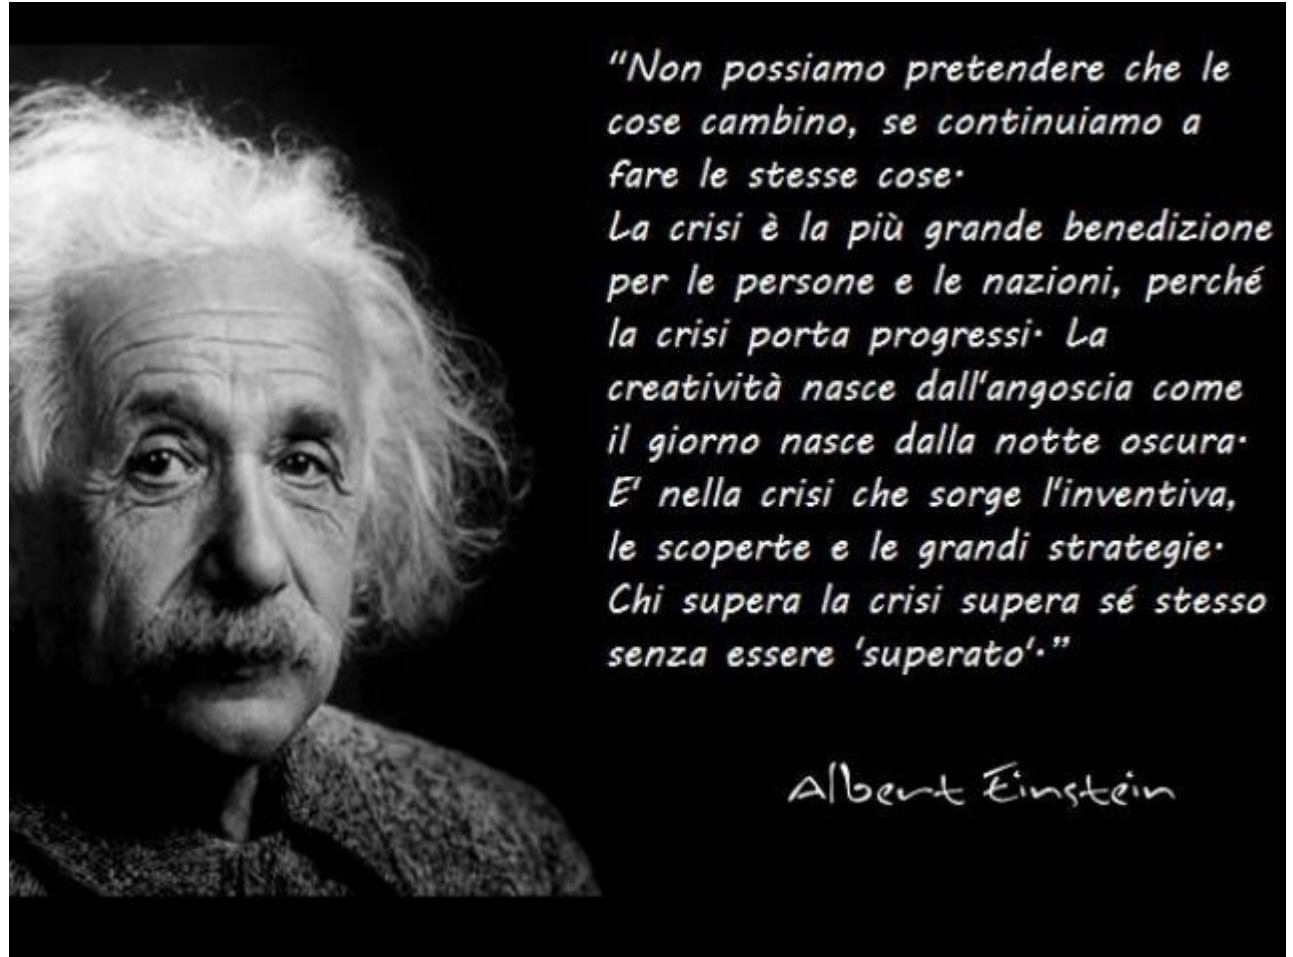 “Non possiamo pretendere che le
cose cambino, se continuiamo a
fare le stesse cose.
La crisi è la più grande benedizione
per le persone e le nazioni, perché
la crisi porta progressi. La
creatività nasce dall'angoscia come
il giorno nasce dalla notte oscura.
E' nella crisi che sorge l'inventiva,
le scoperte e le grandi strategie.
Chi supera la crisi supera sé stesso
senza essere 'superato'.”
Albert Einstein